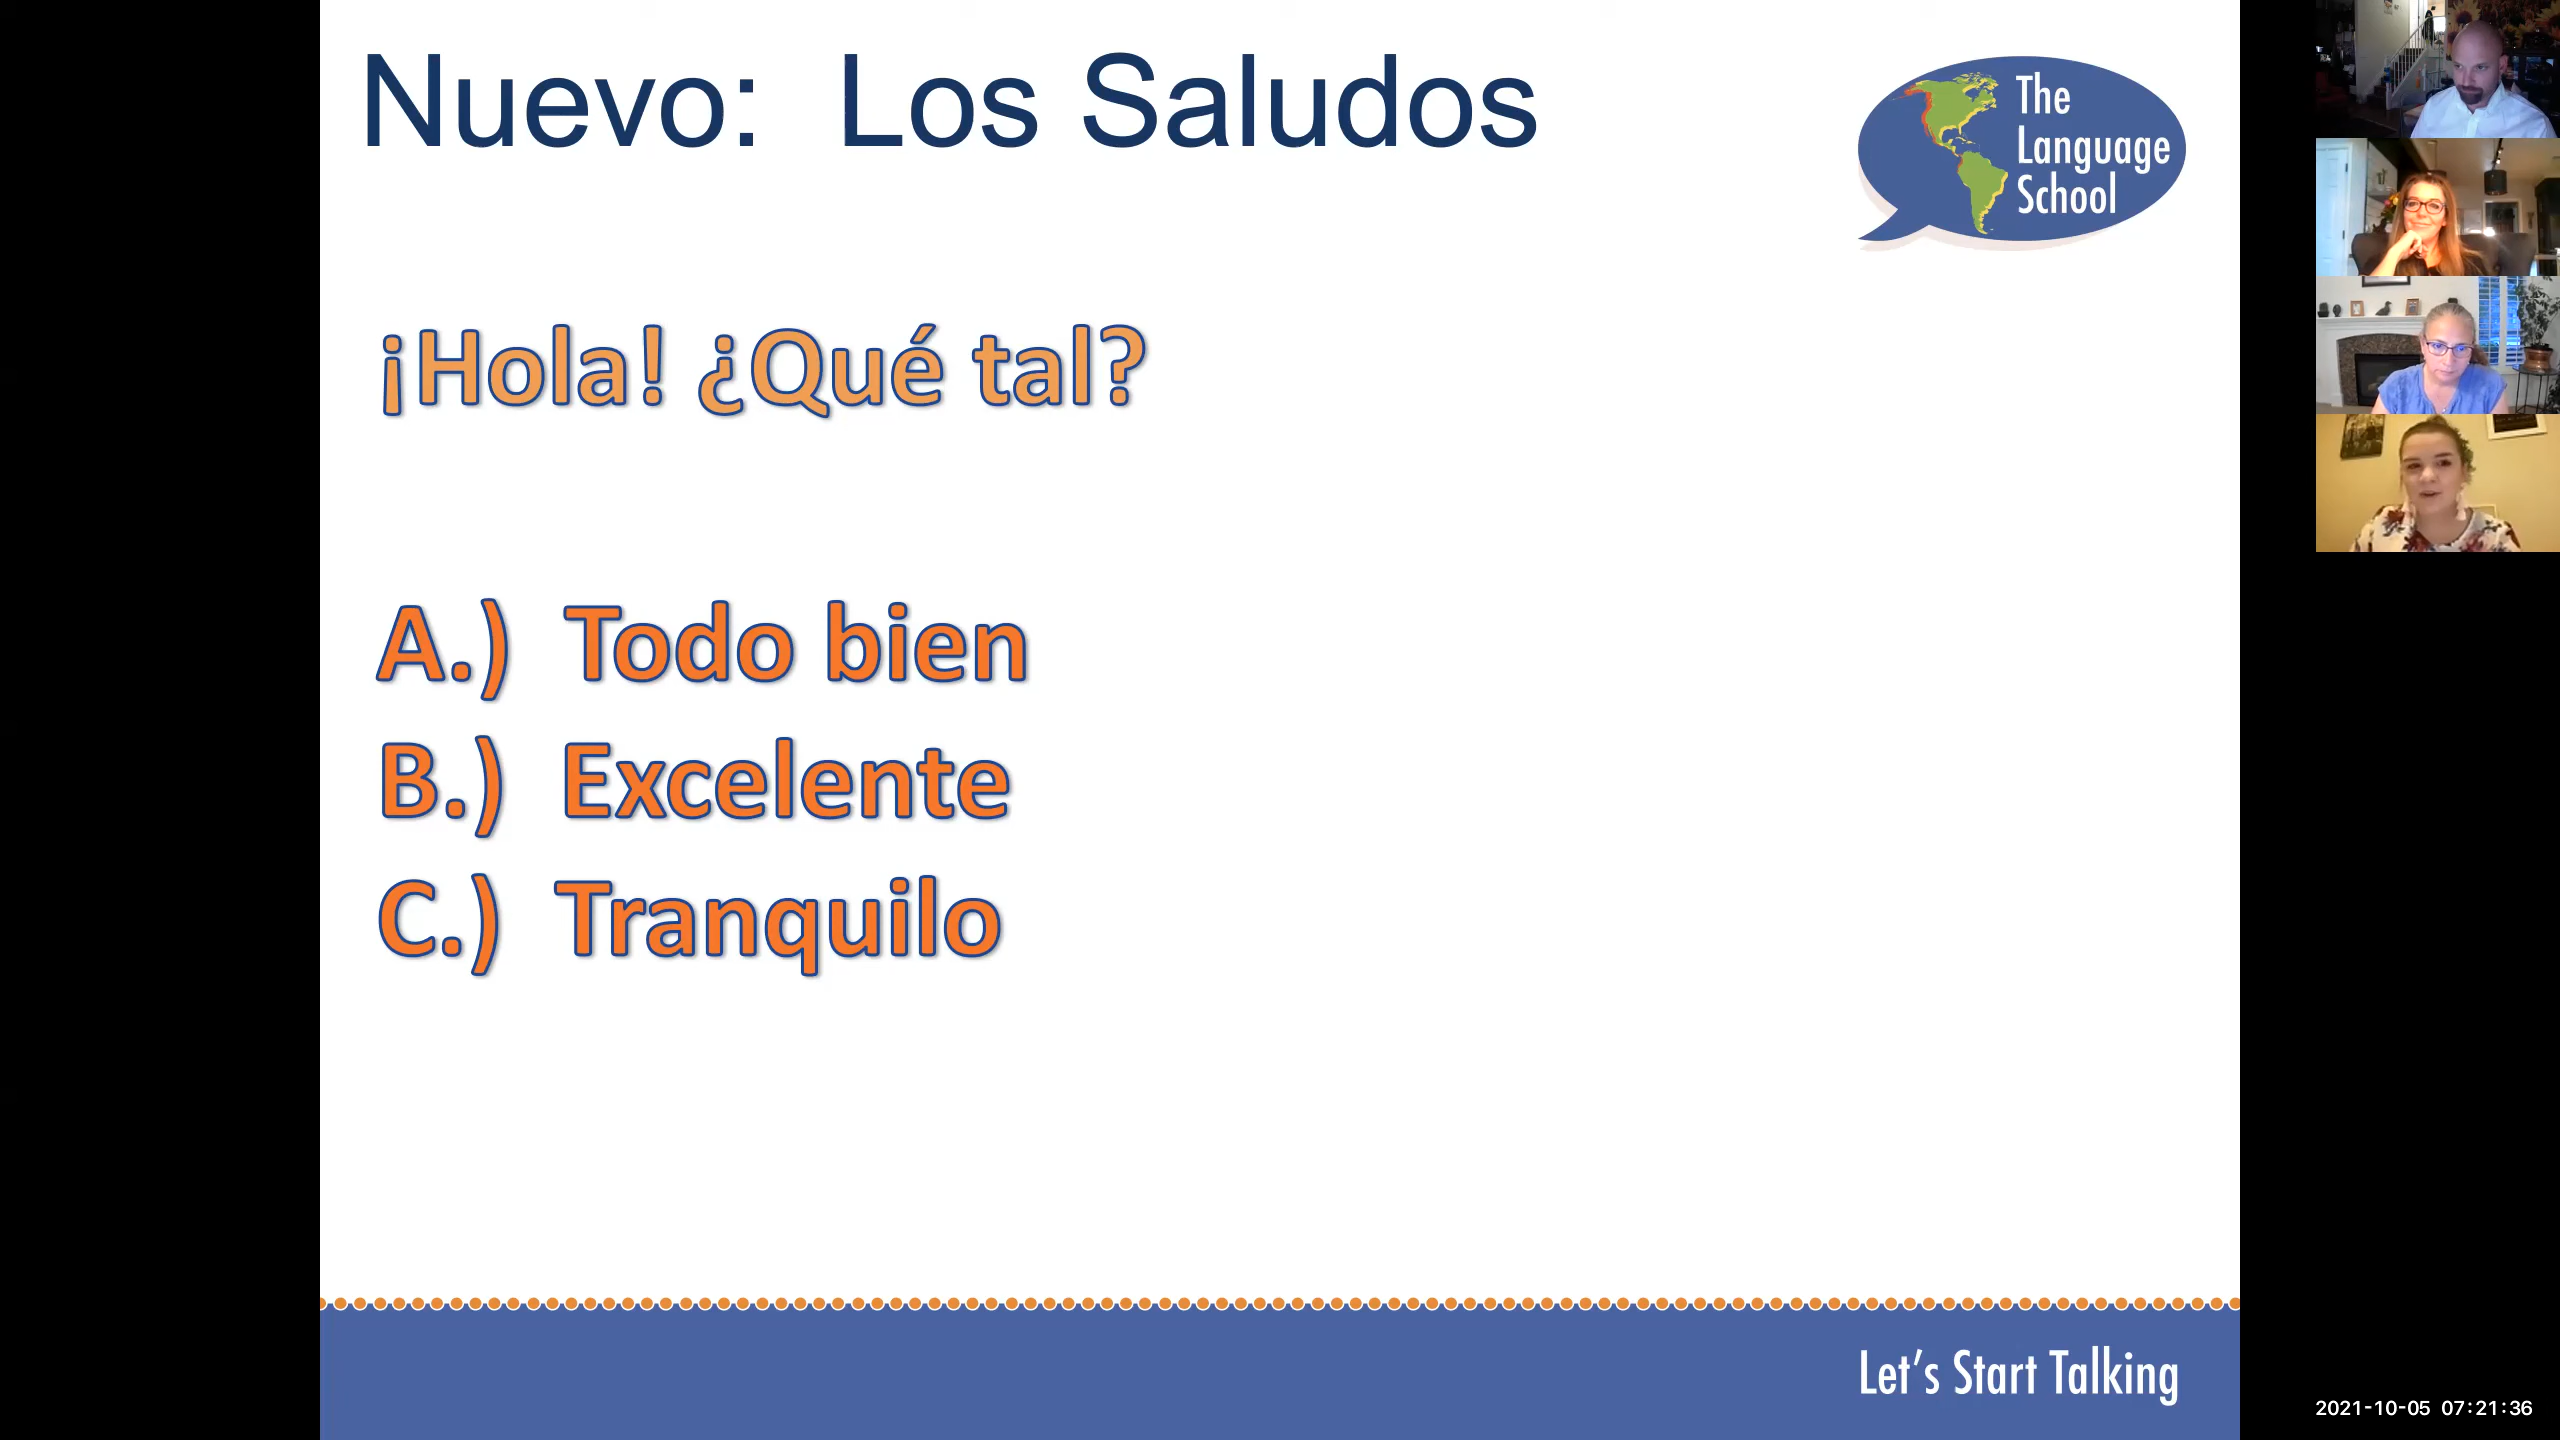 Nuevo: Los Saludos
The
Language
School
¡Hola! ¿Qué tal?
A.) Todo bien
B.) Excelente
C.) Tranquilo
Let's Start Talking
2021-10-05 07:21:36